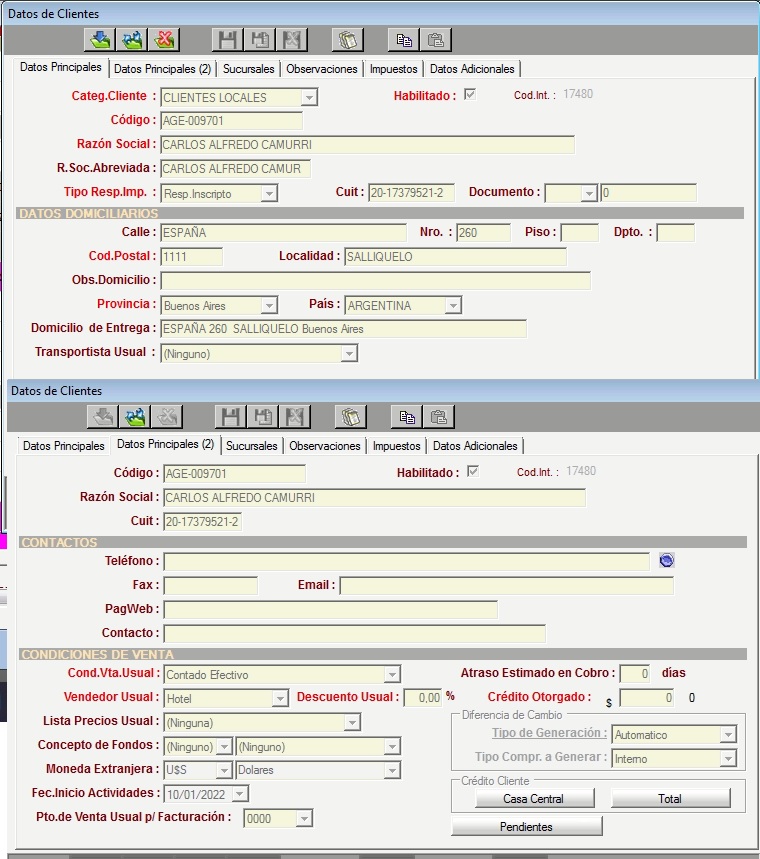 Datos de Clientes
Datos Principales Datos Principales (2) Sucursales Observaciones Impuestos Datos Adicionales
Categ.Cliente : CLIENTES LOCALES Habilitado : Cod.Int. : 17480
Código : AGE-009701
Razón Social : CARLOS ALFREDO CAMURRI
R.Soc.Abreviada : CARLOS ALFREDO CAMUR
Tipo Resp.Imp. : Resp.Inscripto Cuit : 20-17379521-2 Documento : 0
DATOS DOMICILIARIOS
Calle : ESPAÑA Nro. : 260 Piso : Dpto. :
Cod.Postal : 1111 Localidad : SALLIQUELO
Obs.Domicilio :
Provincia : Buenos Aires País : ARGENTINA
Domicilio de Entrega : ESPAÑA 260 SALLIQUELO Buenos Aires
Transportista Usual : (Ninguno)
Datos de Clientes
Datos Principales Datos Principales (2) Sucursales Observaciones Impuestos Datos Adicionales
Código : AGE-009701 Habilitado : Cod.Int. : 17480
Razón Social : CARLOS ALFREDO CAMURRI
Cuit : 20-17379521-2
CONTACTOS
Teléfono :
Fax : Email :
PagWeb :
Contacto :
CONDICIONES DE VENTA
Cond.Vta.Usual : Contado Efectivo Atraso Estimado en Cobro : 0 días
Vendedor Usual : Hotel Descuento Usual : 0,00 % Crédito Otorgado : $ 0 0
Lista Precios Usual : (Ninguna) Diferencia de Cambio
Concepto de Fondos : (Ninguno) (Ninguno) Tipo de Generación : Automatico
Moneda Extranjera : U$S Dolares Tipo Compr. a Generar : Interno
Fec.Inicio Actividades : 10/01/2022 Crédito Cliente
Casa Central Total
Pto.de Venta Usual p/ Facturación : 0000 Pendientes